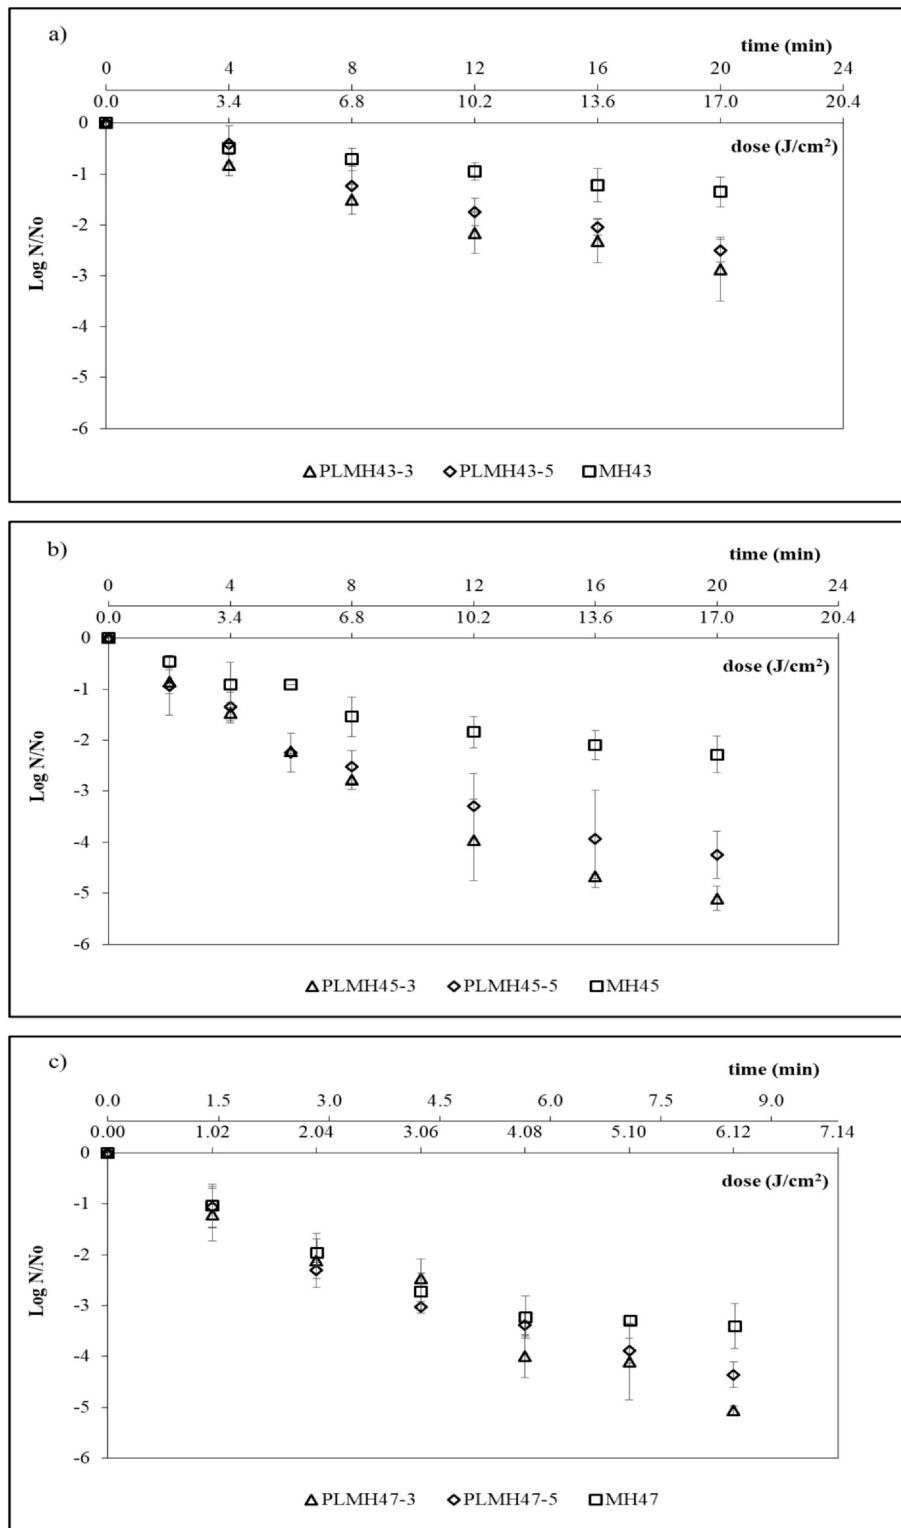 a)
time (min)
0 4 8 12 16 20 24
0.0 3.4 6.8 10.2 13.6 17.0 20.4
dose (J/cm²)
0
-1
-2
-3
-4
-5
-6
Log N/No
PLMH43-3 PLMH43-5 MH43
b)
time (min)
0 4 8 12 16 20 24
0.0 3.4 6.8 10.2 13.6 17.0 20.4
dose (J/cm²)
0
-1
-2
-3
-4
-5
-6
Log N/No
PLMH45-3 PLMH45-5 MH45
c)
time (min)
0.0 1.5 3.0 4.5 6.0 7.5 9.0
0.00 1.02 2.04 3.06 4.08 5.10 6.12 7.14
dose (J/cm²)
0
-1
-2
-3
-4
-5
-6
Log N/No
PLMH47-3 PLMH47-5 MH47